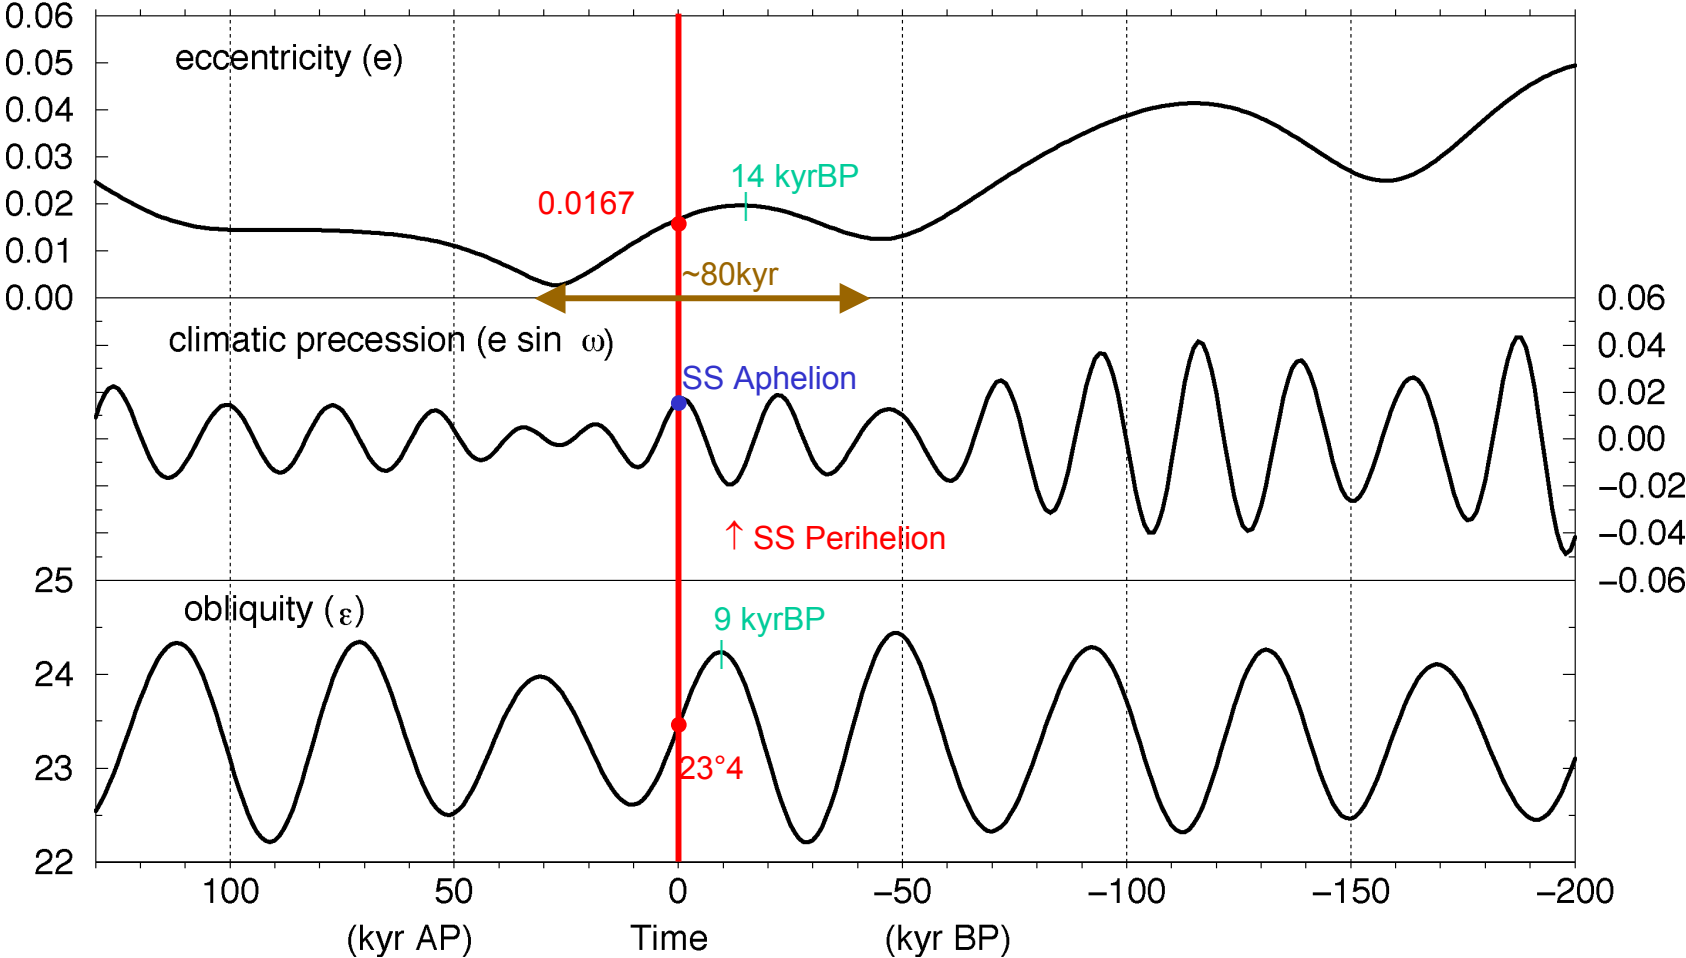 0.06
eccentricity (e)
0.05
0.04
0.03
14 kyrBP
0.02
0.0167
0.01
~80kyr
0.00
0.06
climatic precession (e sin ω)
0.04
SS Aphelion
0.02
0.00
−0.02
↑ SS Perihelion
−0.04
25
−0.06
obliquity (ε)
9 kyrBP
24
23
23°4
22
100 50 0 −50 −100 −150 −200
(kyr AP) Time (kyr BP)